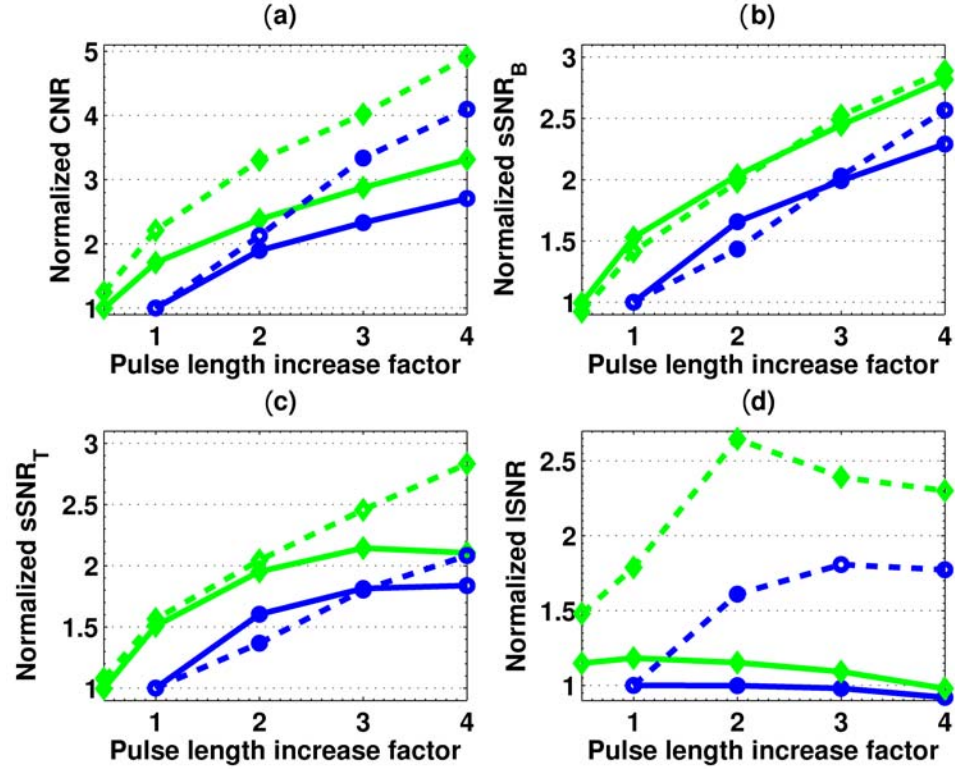 (a)
Normalized CNR
5
4
3
2
1
1 2 3 4
Pulse length increase factor
(b)
Normalized sSNR_B
3
2.5
2
1.5
1
1 2 3 4
Pulse length increase factor
(c)
Normalized sSNR_T
3
2.5
2
1.5
1
1 2 3 4
Pulse length increase factor
(d)
Normalized lSNR
2.5
2
1.5
1
1 2 3 4
Pulse length increase factor